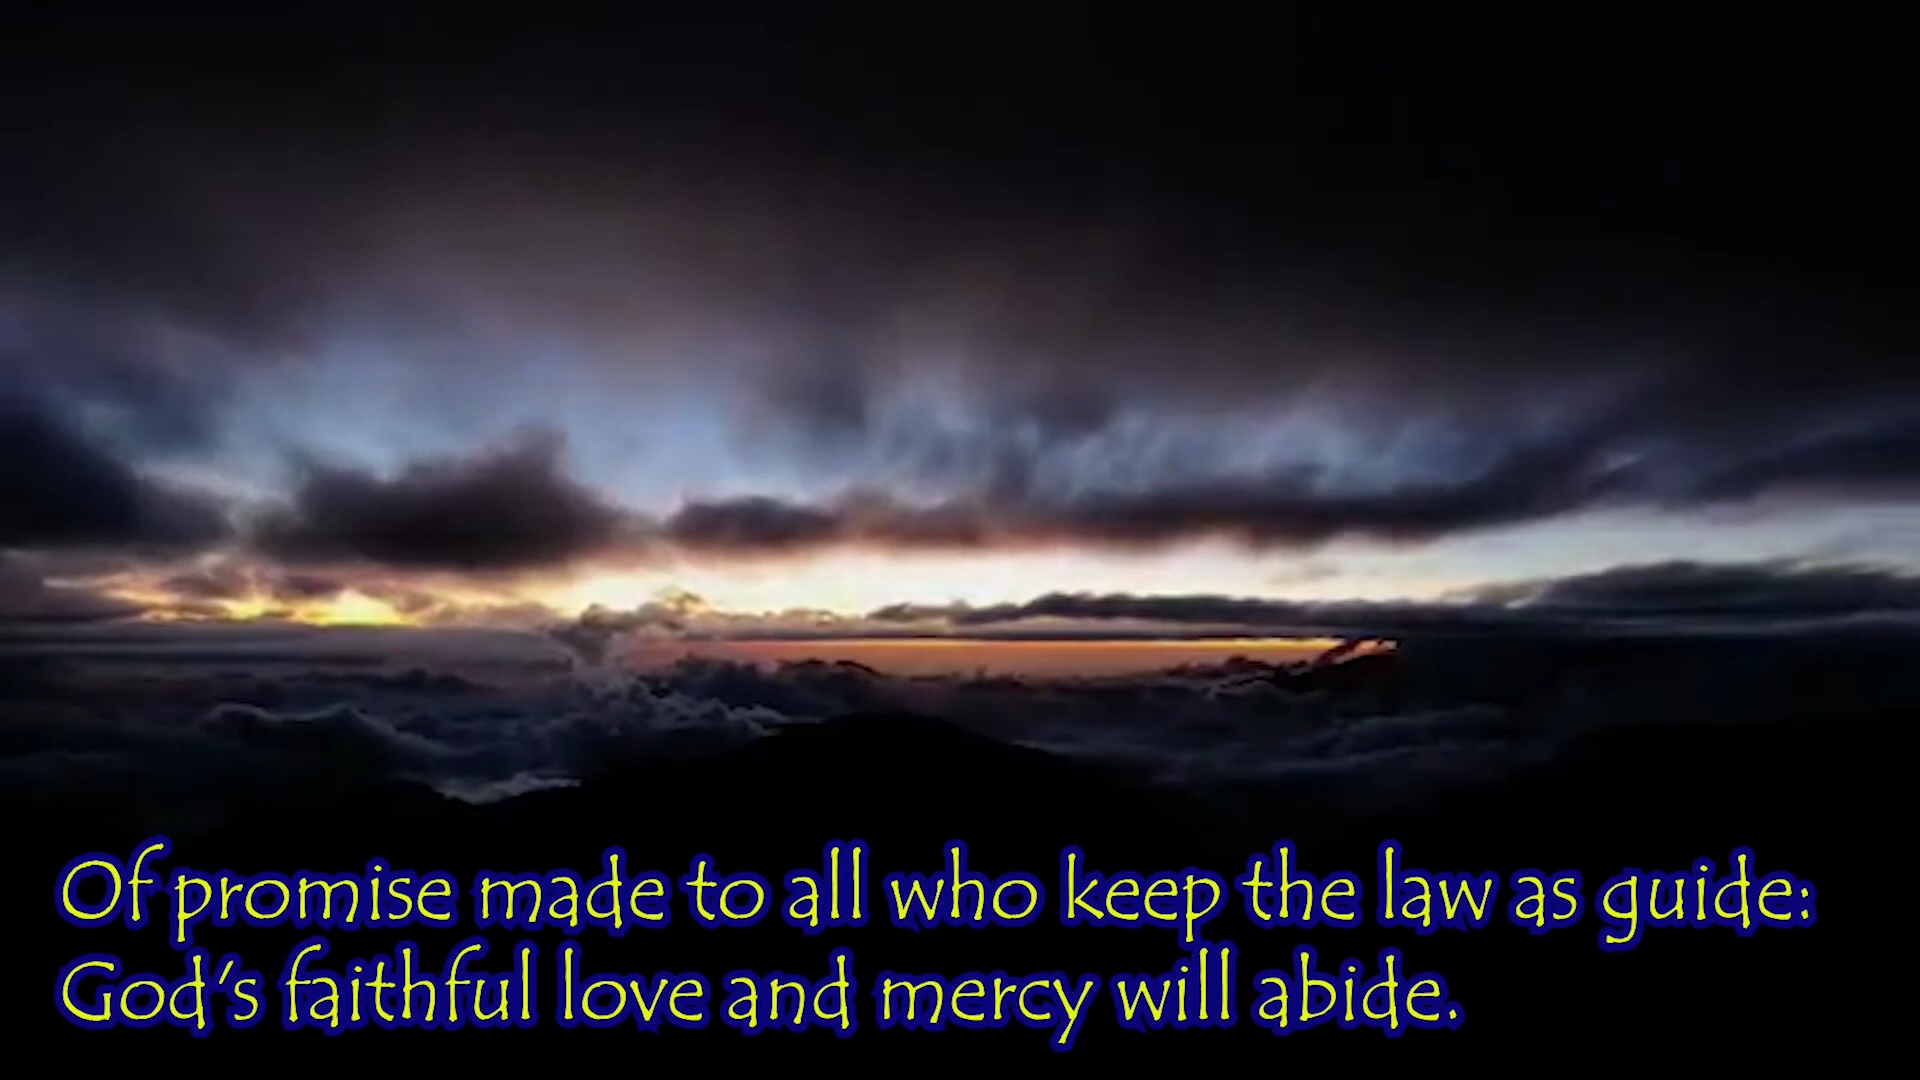 Of promise made to all who keep the law as guide:
God's faithful love and mercy will abide.